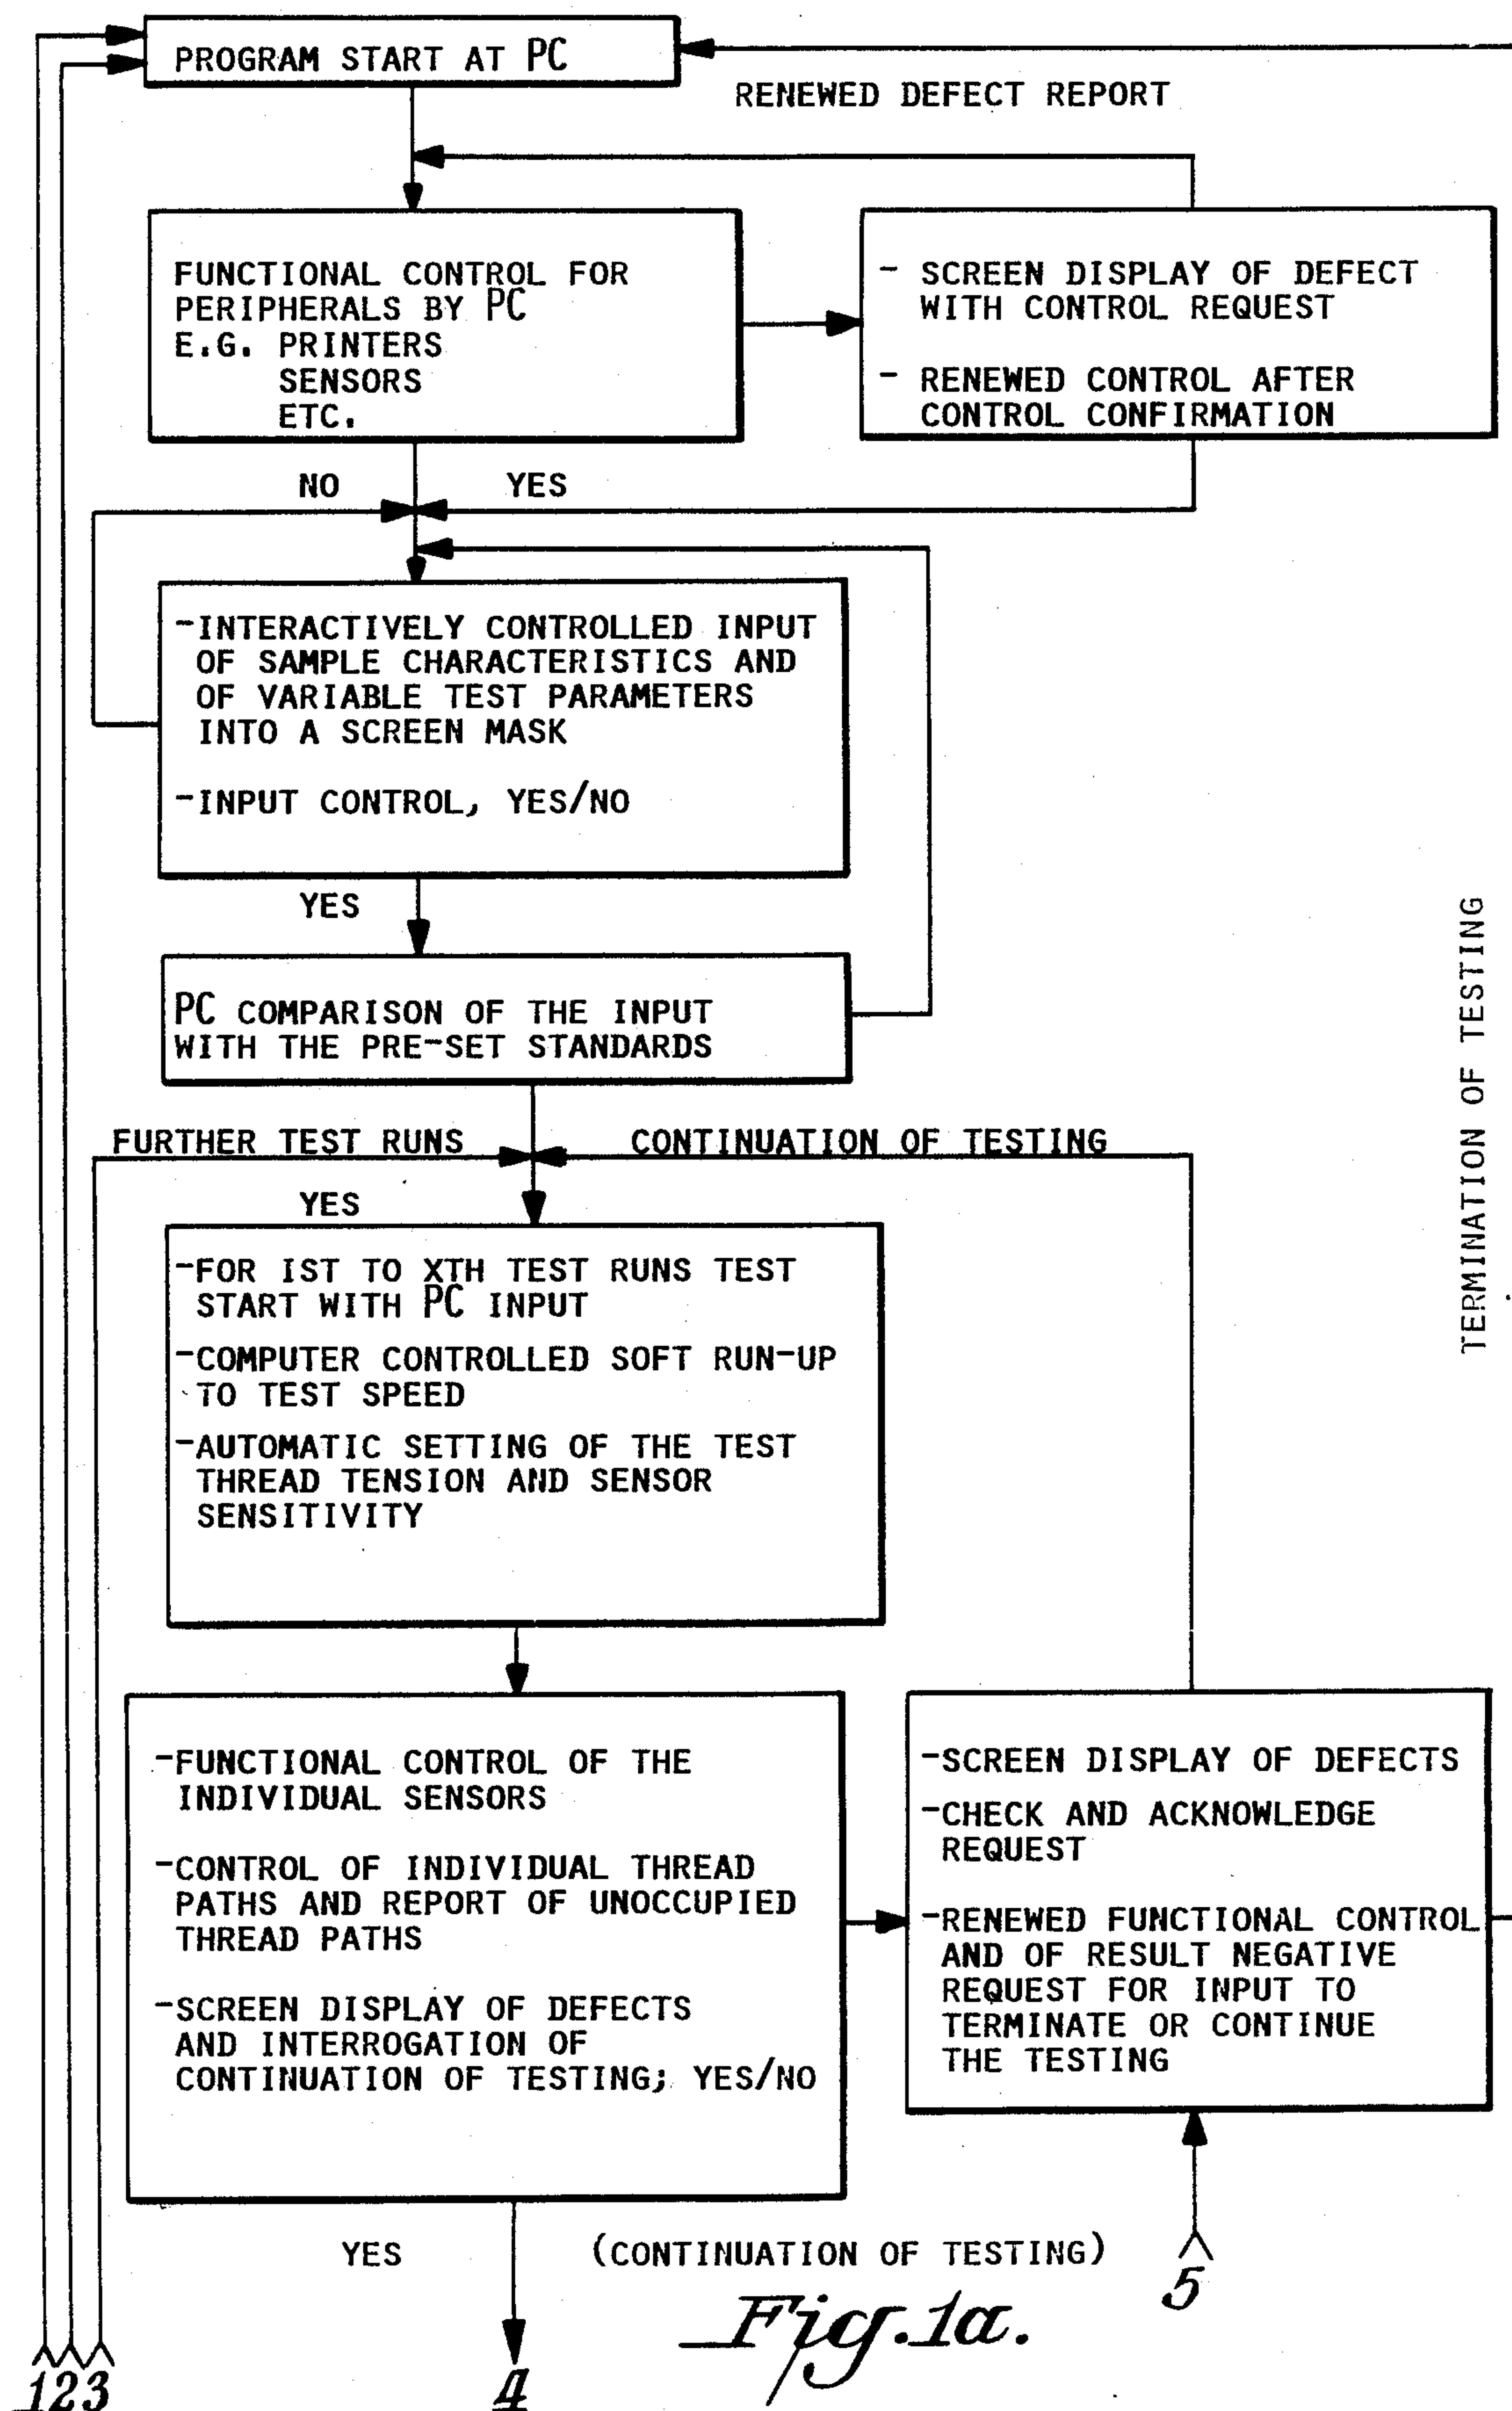 PROGRAM START AT PC
RENEWED DEFECT REPORT
FUNCTIONAL CONTROL FOR
PERIPHERALS BY PC
E.G. PRINTERS
SENSORS
ETC.
- SCREEN DISPLAY OF DEFECT
WITH CONTROL REQUEST
- RENEWED CONTROL AFTER
CONTROL CONFIRMATION
NO
YES
-INTERACTIVELY CONTROLLED INPUT
OF SAMPLE CHARACTERISTICS AND
OF VARIABLE TEST PARAMETERS
INTO A SCREEN MASK
-INPUT CONTROL, YES/NO
YES
PC COMPARISON OF THE INPUT
WITH THE PRE-SET STANDARDS
TERMINATION OF TESTING
FURTHER TEST RUNS
CONTINUATION OF TESTING
YES
-FOR IST TO XTH TEST RUNS TEST
START WITH PC INPUT
-COMPUTER CONTROLLED SOFT RUN-UP
TO TEST SPEED
-AUTOMATIC SETTING OF THE TEST
THREAD TENSION AND SENSOR
SENSITIVITY
-FUNCTIONAL CONTROL OF THE
INDIVIDUAL SENSORS
-CONTROL OF INDIVIDUAL THREAD
PATHS AND REPORT OF UNOCCUPIED
THREAD PATHS
-SCREEN DISPLAY OF DEFECTS
AND INTERROGATION OF
CONTINUATION OF TESTING; YES/NO
-SCREEN DISPLAY OF DEFECTS
-CHECK AND ACKNOWLEDGE
REQUEST
-RENEWED FUNCTIONAL CONTROL
AND OF RESULT NEGATIVE
REQUEST FOR INPUT TO
TERMINATE OR CONTINUE
THE TESTING
YES
(CONTINUATION OF TESTING)
5
Fig.1a.
123
4